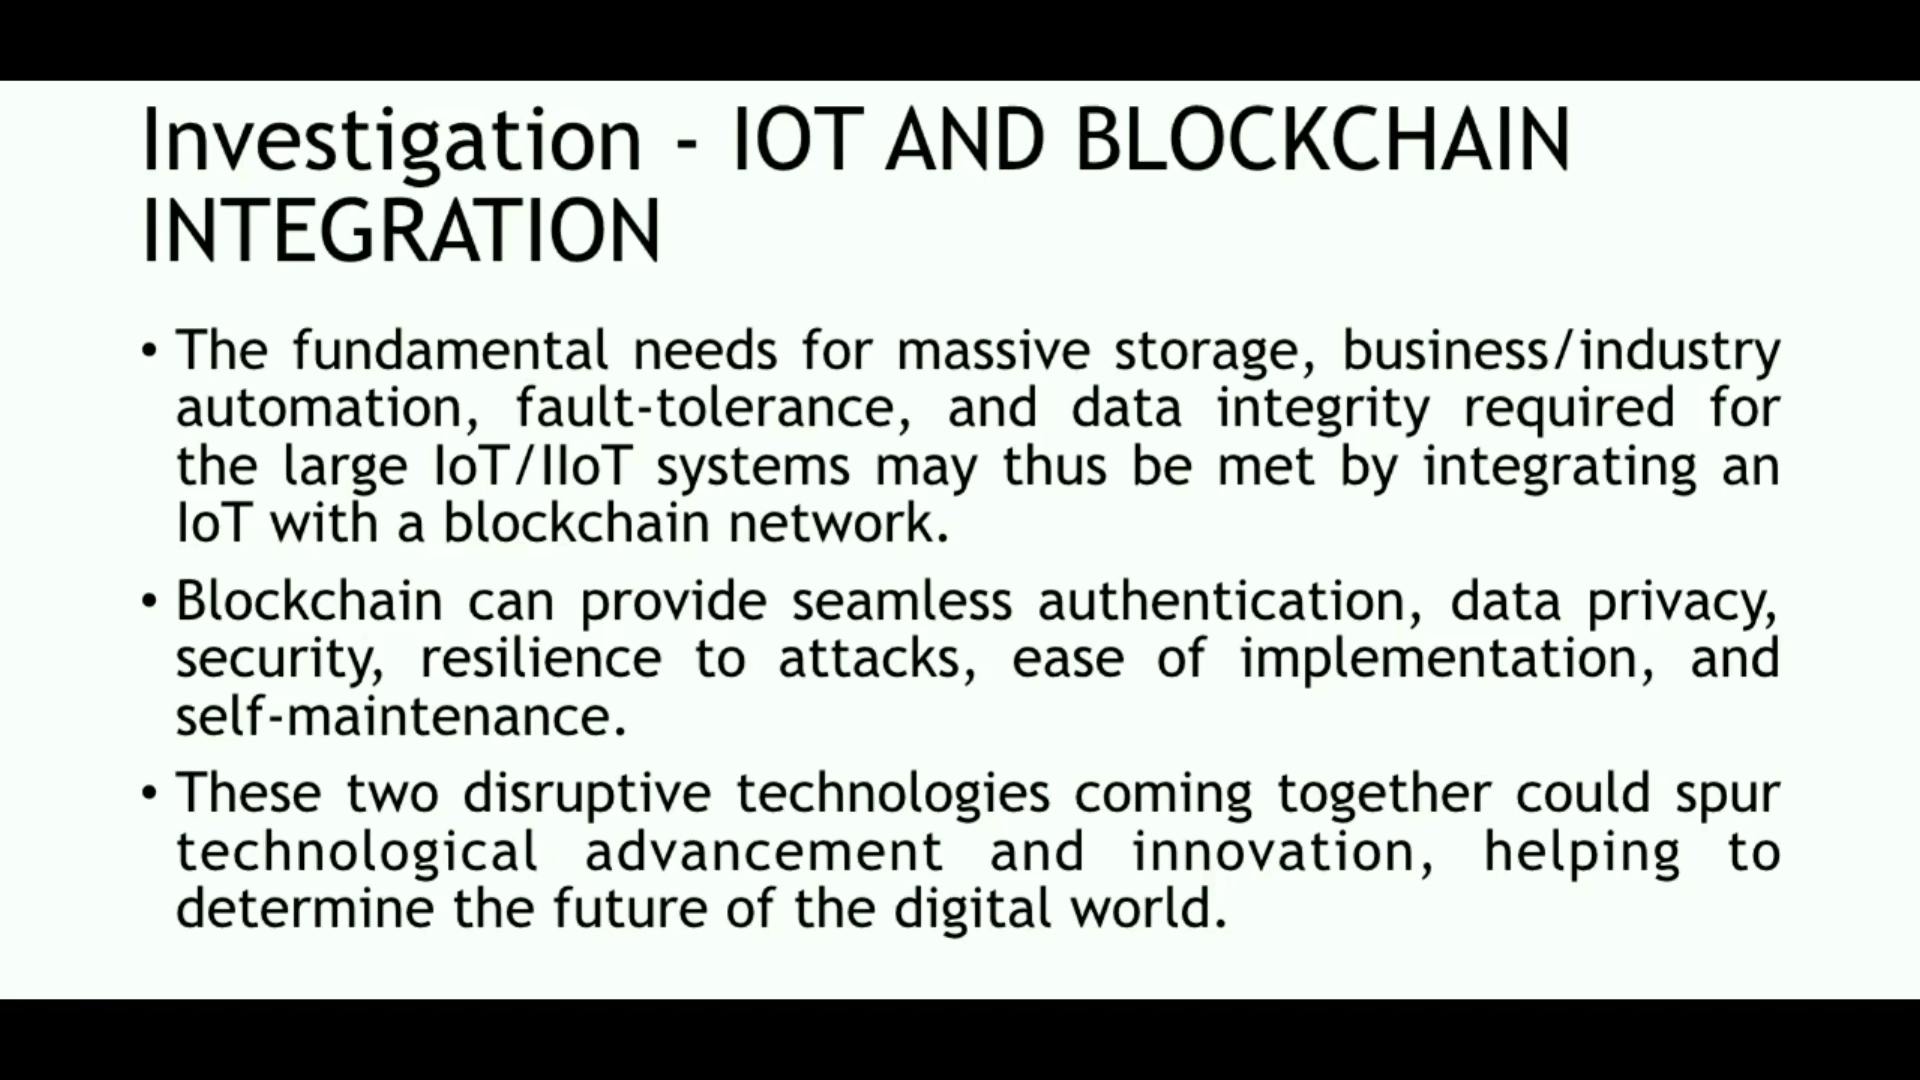 Investigation - IOT AND BLOCKCHAIN
INTEGRATION
• The fundamental needs for massive storage, business/industry
automation, fault-tolerance, and data integrity required for
the large IoT/IIoT systems may thus be met by integrating an
IoT with a blockchain network.
• Blockchain can provide seamless authentication, data privacy,
security, resilience to attacks, ease of implementation, and
self-maintenance.
• These two disruptive technologies coming together could spur
technological advancement and innovation, helping to
determine the future of the digital world.